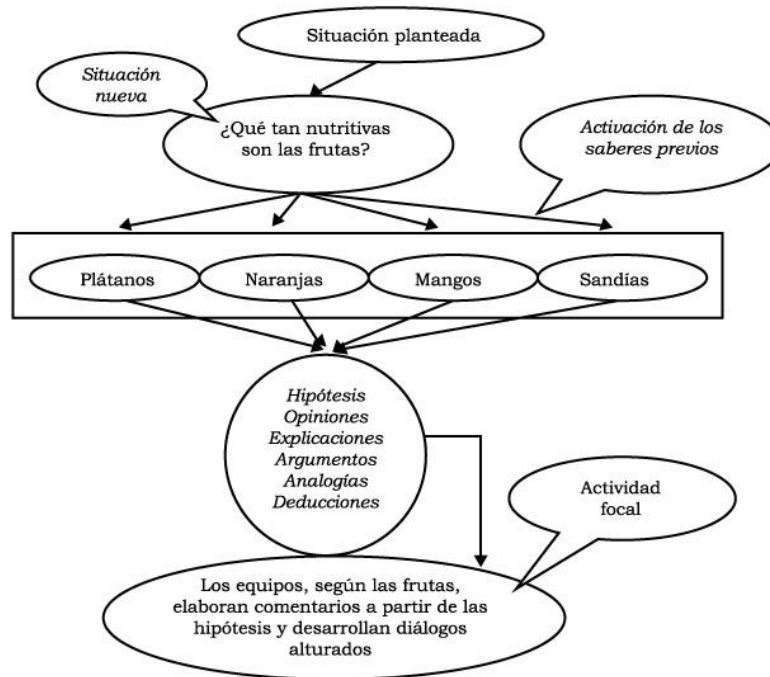 Situación planteada
Situación
nueva
¿Qué tan nutritivas
son las frutas?
Activación de los
saberes previos
Plátanos
Naranjas
Mangos
Sandías
Hipótesis
Opiniones
Explicaciones
Argumentos
Analogías
Deducciones
Actividad
focal
Los equipos, según las frutas,
elaboran comentarios a partir de las
hipótesis y desarrollan diálogos
alturados